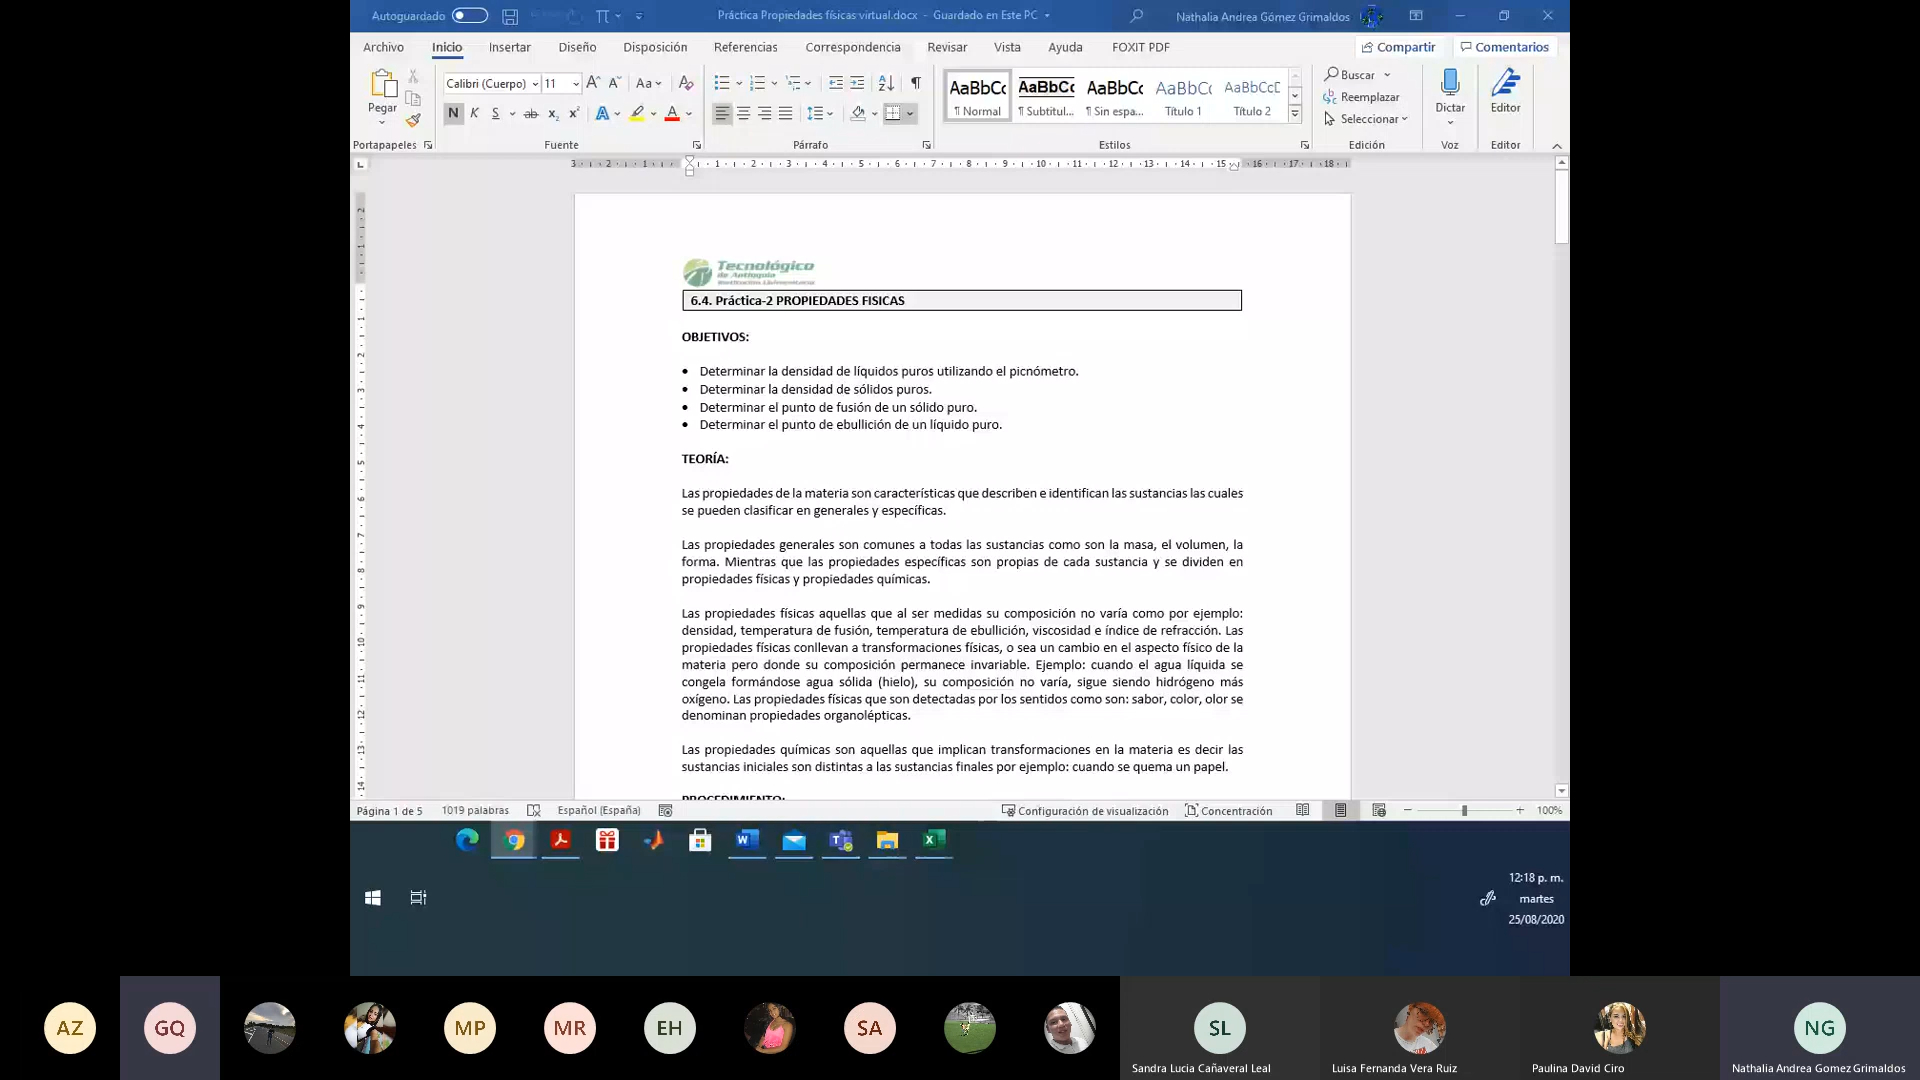 Autoguardado
Práctica Propiedades físicas virtual.docx - Guardado en Este PC
Nathalia Andrea Gómez Grimaldos
Archivo Inicio Insertar Diseño Disposición Referencias Correspondencia Revisar Vista Ayuda FOXIT PDF Compartir Comentarios
Pegar
Calibri (Cuerpo) 11
N K S
AaBbCc AaBbCc AaBbCc AaBbCc AaBbCcD
¶ Normal ¶ Subtítul... ¶ Sin espa... Título 1 Título 2
Buscar
Reemplazar
Seleccionar
Dictar
Editor
Portapapeles Fuente Párrafo Estilos Edición Voz Editor
Tecnológico
de Antioquia
Institución Universitaria
6.4. Práctica-2 PROPIEDADES FISICAS
OBJETIVOS:
• Determinar la densidad de líquidos puros utilizando el picnómetro.
• Determinar la densidad de sólidos puros.
• Determinar el punto de fusión de un sólido puro.
• Determinar el punto de ebullición de un líquido puro.
TEORÍA:
Las propiedades de la materia son características que describen e identifican las sustancias las cuales
se pueden clasificar en generales y específicas.
Las propiedades generales son comunes a todas las sustancias como son la masa, el volumen, la
forma. Mientras que las propiedades específicas son propias de cada sustancia y se dividen en
propiedades físicas y propiedades químicas.
Las propiedades físicas aquellas que al ser medidas su composición no varía como por ejemplo:
densidad, temperatura de fusión, temperatura de ebullición, viscosidad e índice de refracción. Las
propiedades físicas conllevan a transformaciones físicas, o sea un cambio en el aspecto físico de la
materia pero donde su composición permanece invariable. Ejemplo: cuando el agua líquida se
congela formándose agua sólida (hielo), su composición no varía, sigue siendo hidrógeno más
oxígeno. Las propiedades físicas que son detectadas por los sentidos como son: sabor, color, olor se
denominan propiedades organolépticas.
Las propiedades químicas son aquellas que implican transformaciones en la materia es decir las
sustancias iniciales son distintas a las sustancias finales por ejemplo: cuando se quema un papel.
PROCEDIMIENTO:
Página 1 de 5 1019 palabras Español (España) Configuración de visualización Concentración 100%
12:18 p. m.
martes
25/08/2020
AZ GQ MP MR EH SA SL NG
Sandra Lucia Cañaveral Leal Luisa Fernanda Vera Ruiz Paulina David Ciro Nathalia Andrea Gomez Grimaldos